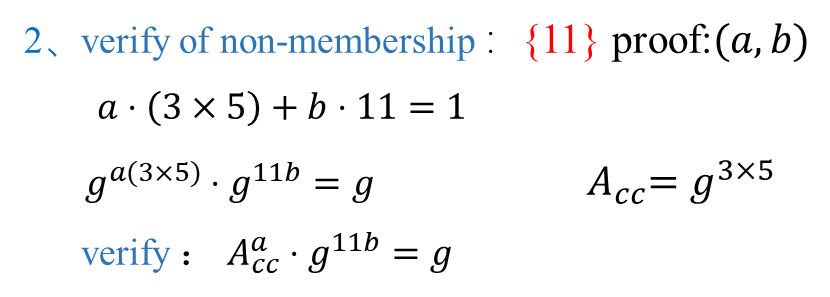 2、verify of non-membership： {11} proof:(𝑎, 𝑏)
𝑎 · (3 × 5) + 𝑏 · 11 = 1
𝑔^{𝑎(3×5)} · 𝑔^{11𝑏} = 𝑔
𝐴_{𝑐𝑐} = 𝑔^{3×5}
verify： 𝐴_{𝑐𝑐}^{𝑎} · 𝑔^{11𝑏} = 𝑔